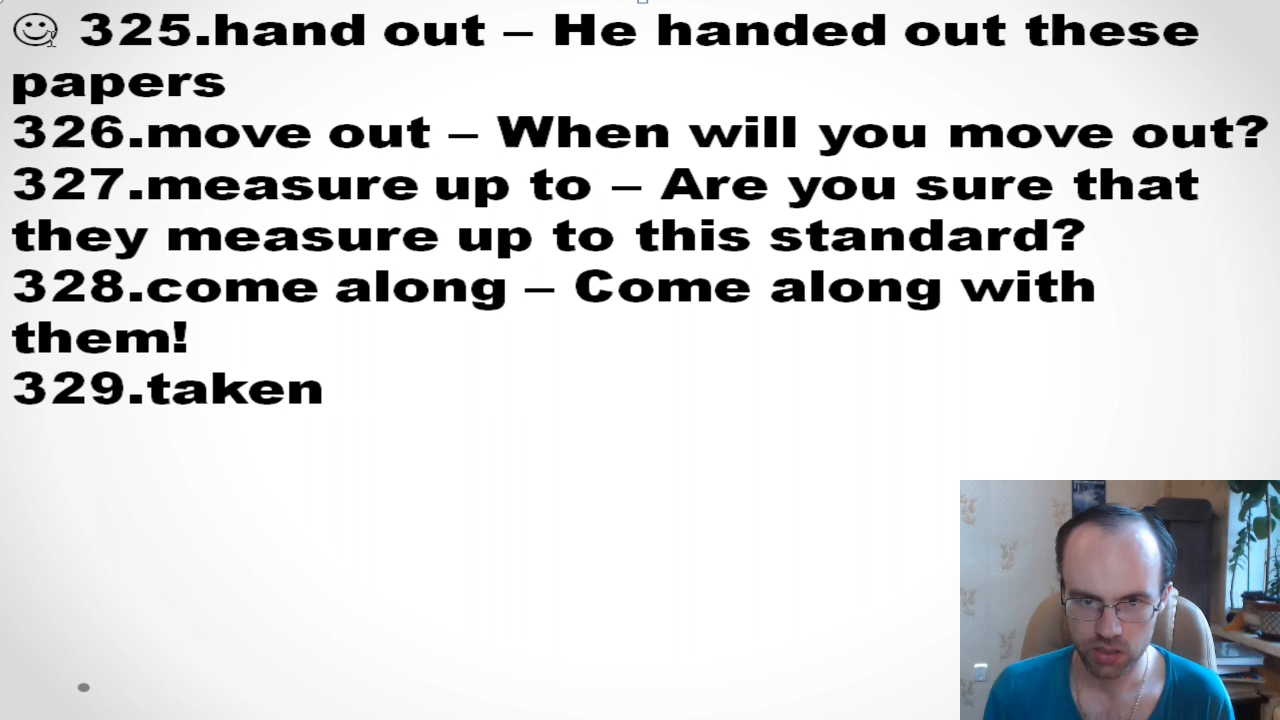 325.hand out – He handed out these
papers
326.move out – When will you move out?
327.measure up to – Are you sure that
they measure up to this standard?
328.come along – Come along with
them!
329.taken